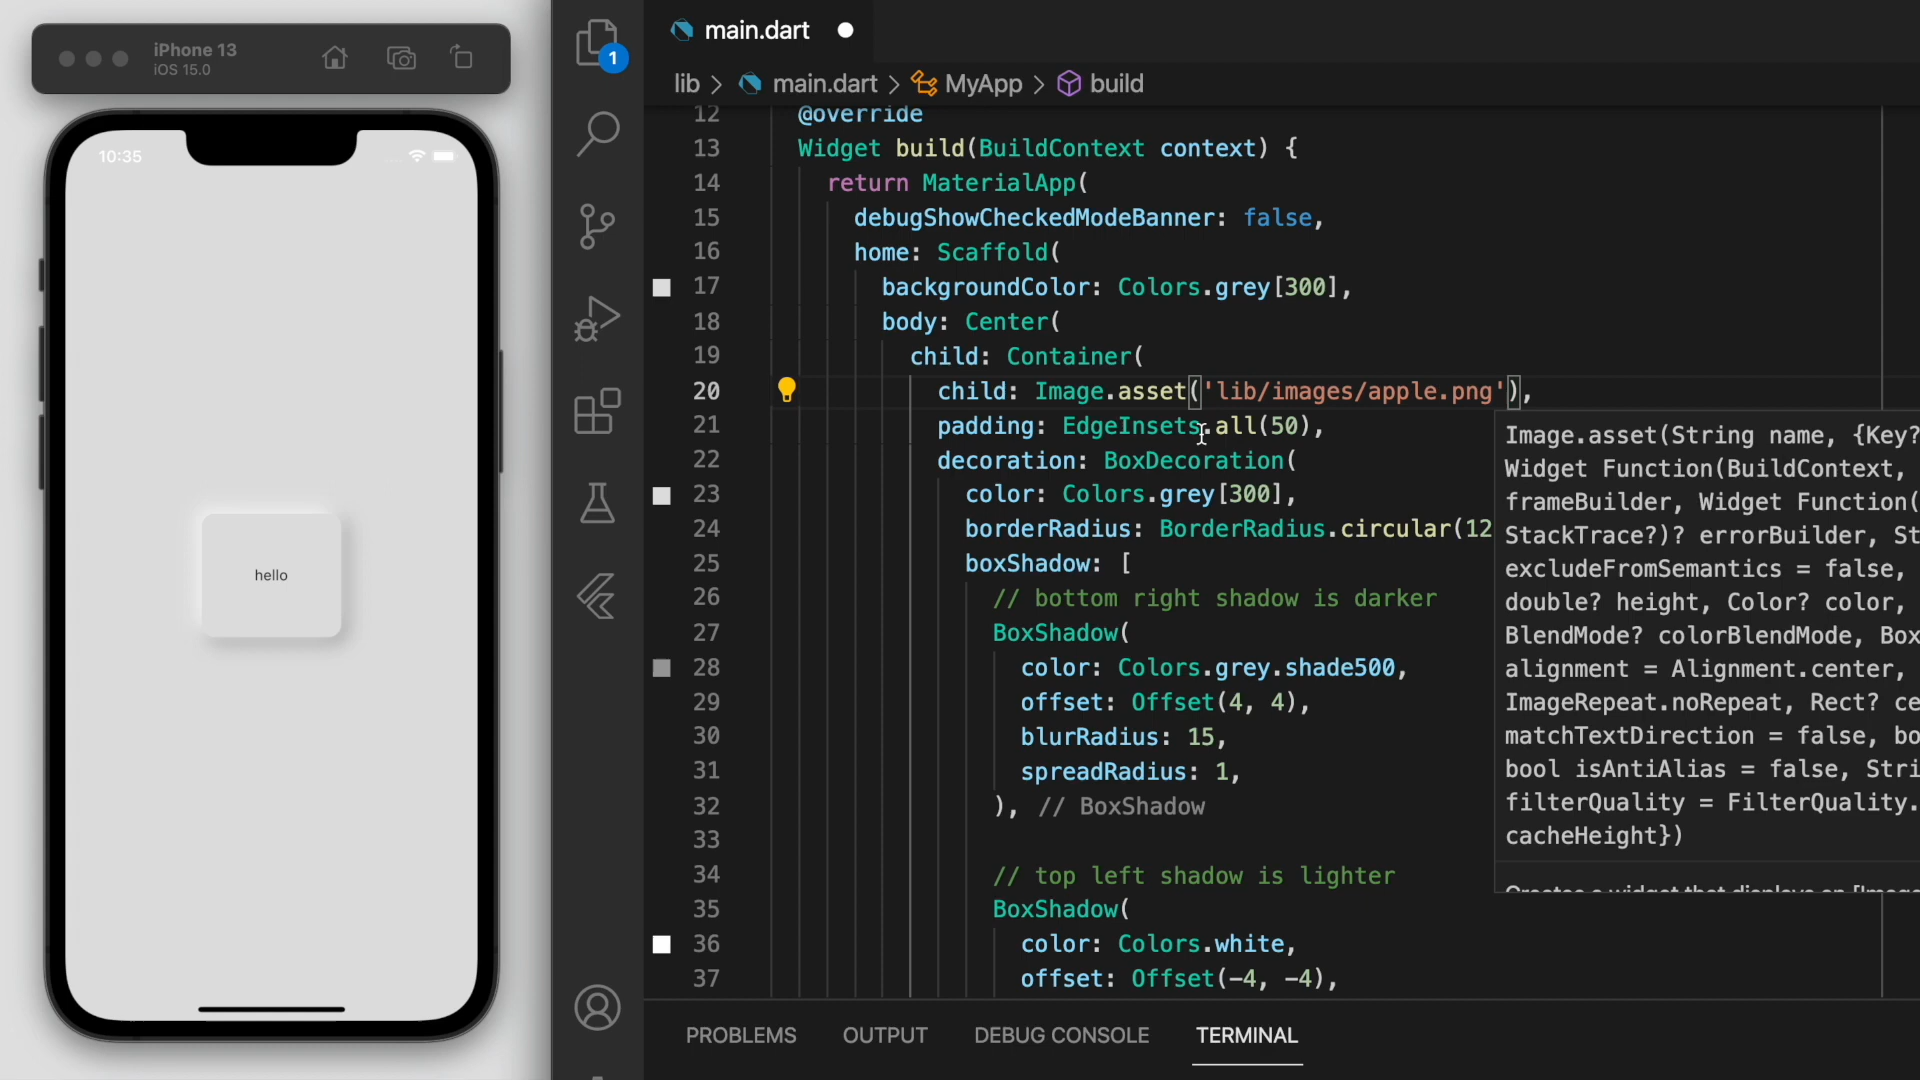 iPhone 13
iOS 15.0
10:35
hello
1
main.dart
lib > main.dart > MyApp > build
12 @override
13 Widget build(BuildContext context) {
14 return MaterialApp(
15 debugShowCheckedModeBanner: false,
16 home: Scaffold(
17 backgroundColor: Colors.grey[300],
18 body: Center(
19 child: Container(
20 child: Image.asset('lib/images/apple.png'),
21 padding: EdgeInsets.all(50),
22 decoration: BoxDecoration(
23 color: Colors.grey[300],
24 borderRadius: BorderRadius.circular(12
25 boxShadow: [
26 // bottom right shadow is darker
27 BoxShadow(
28 color: Colors.grey.shade500,
29 offset: Offset(4, 4),
30 blurRadius: 15,
31 spreadRadius: 1,
32 ), // BoxShadow
33
34 // top left shadow is lighter
35 BoxShadow(
36 color: Colors.white,
37 offset: Offset(-4, -4),
Image.asset(String name, {Key?
Widget Function(BuildContext,
frameBuilder, Widget Function(
StackTrace?)? errorBuilder, St
excludeFromSemantics = false,
double? height, Color? color,
BlendMode? colorBlendMode, Box
alignment = Alignment.center,
ImageRepeat.noRepeat, Rect? ce
matchTextDirection = false, bo
bool isAntiAlias = false, Stri
filterQuality = FilterQuality.
cacheHeight})
Creates a widget that displays an [Image
PROBLEMS OUTPUT DEBUG CONSOLE TERMINAL